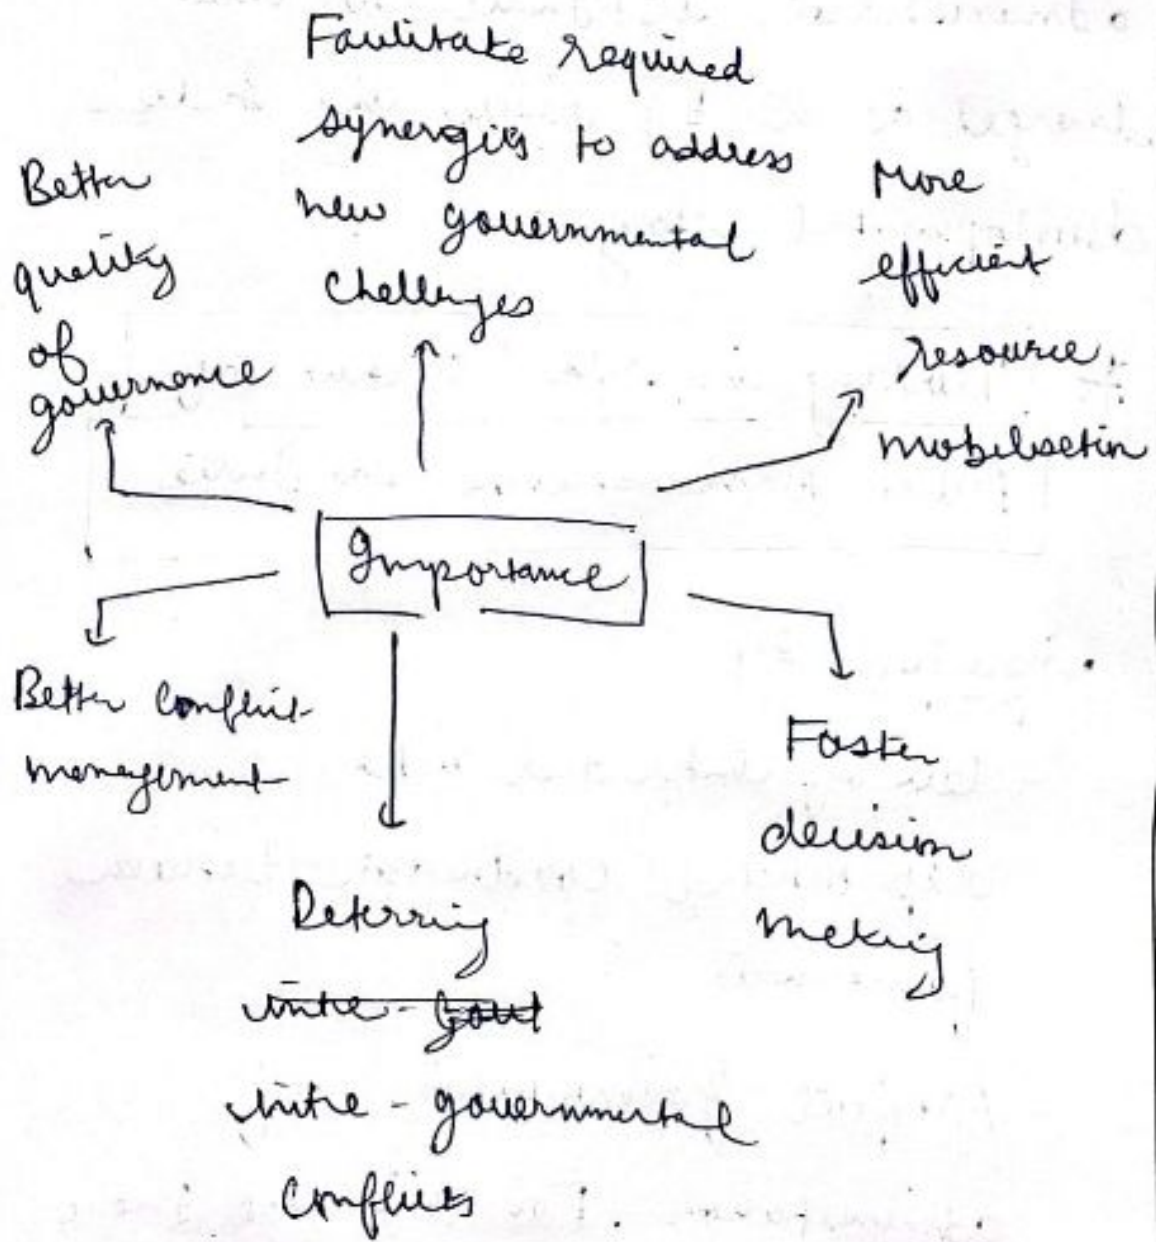 Facilitate required
synergies to address
new governmental
challenges
Better
quality
of
governance
More
efficient
resource
mobilisation
Importance
Better conflict
management
Faster
decision
making
Deterring
intra - Govt
intra - governmental
conflicts